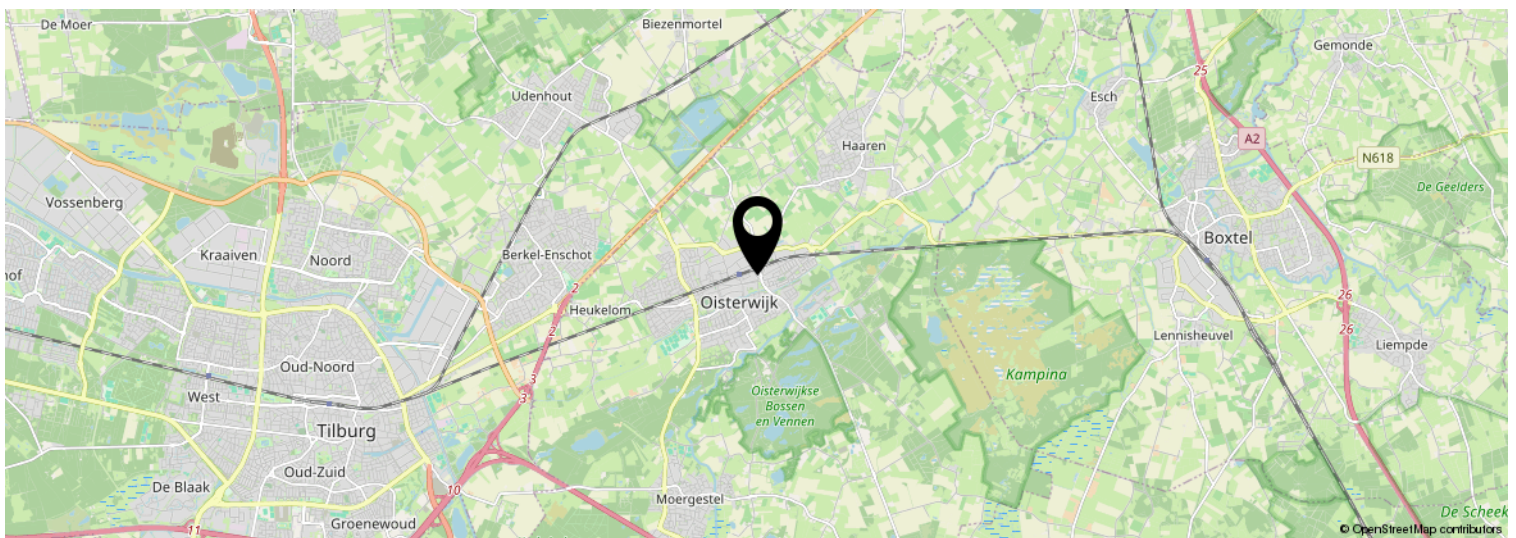 De Moer
Biezenmortel
Gemonde
25
Udenhout
Esch
A2
Haaren
N618
De Geelders
Vossenberg
Kraaiven
Noord
Berkel-Enschot
Boxtel
hof
2
Heukelom
Oisterwijk
26
2
26
Lennisheuvel
Liempde
Oud-Noord
Kampina
3
3
West
Oisterwijkse
Bossen
en Vennen
Tilburg
Oud-Zuid
De Blaak
10
Moergestel
De Scheek
Groenewoud
11
© OpenStreetMap contributors